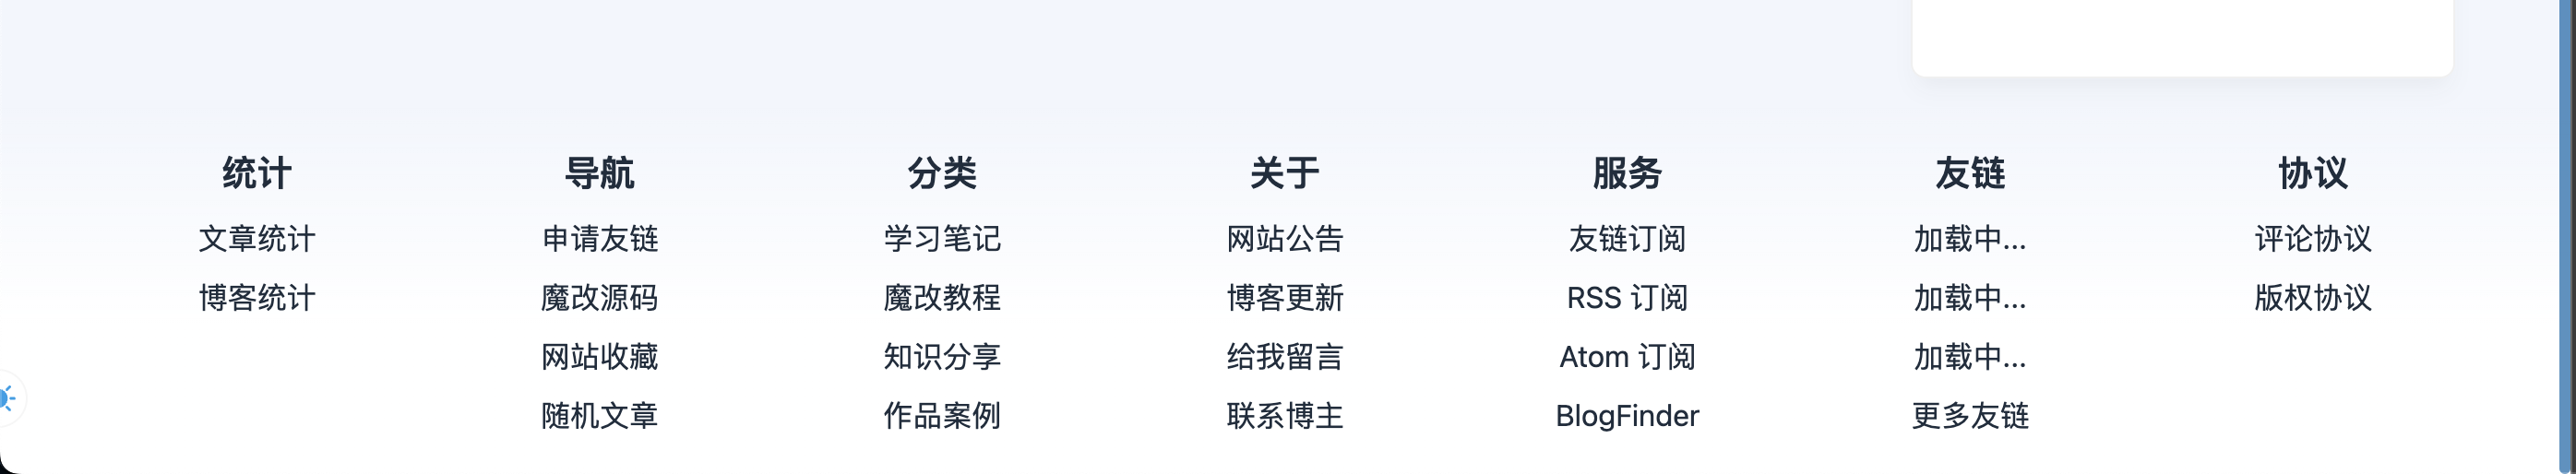 统计
文章统计
博客统计
导航
申请友链
魔改源码
网站收藏
随机文章
分类
学习笔记
魔改教程
知识分享
作品案例
关于
网站公告
博客更新
给我留言
联系博主
服务
友链订阅
RSS 订阅
Atom 订阅
BlogFinder
友链
加载中...
加载中...
加载中...
更多友链
协议
评论协议
版权协议